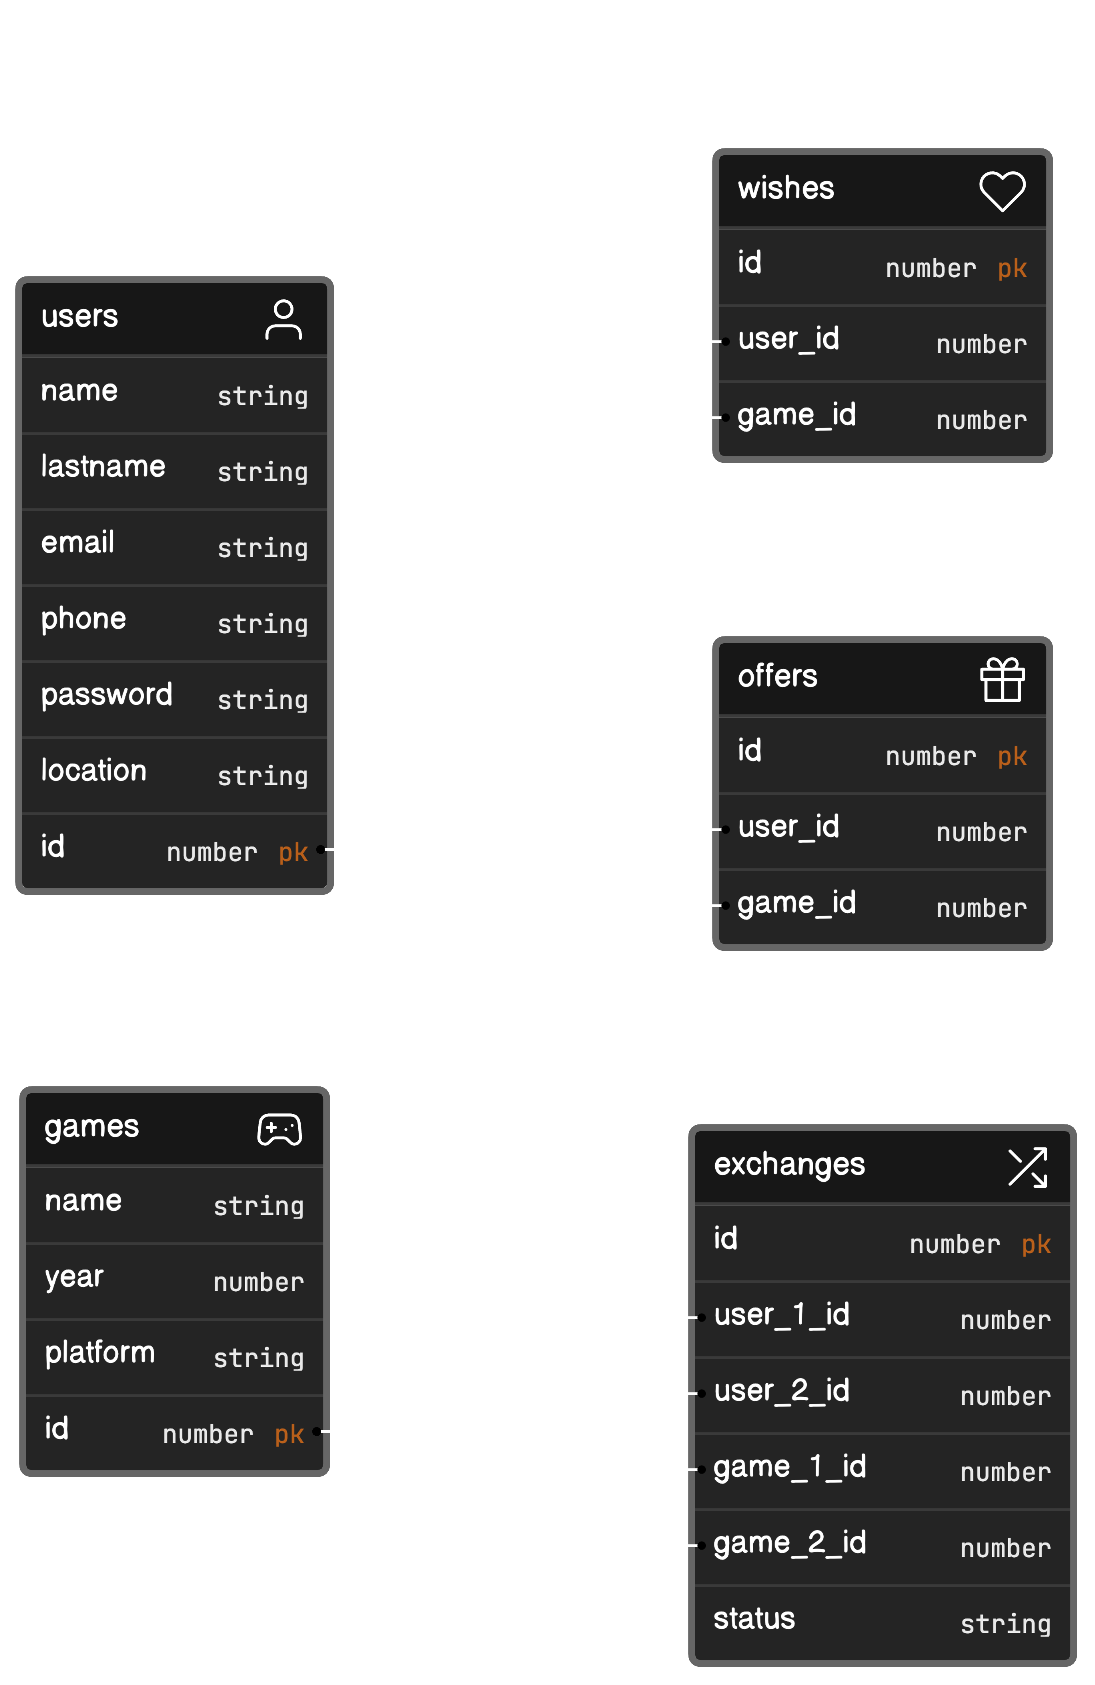 users
name string
lastname string
email string
phone string
password string
location string
id number pk
games
name string
year number
platform string
id number pk
wishes
id number pk
user_id number
game_id number
offers
id number pk
user_id number
game_id number
exchanges
id number pk
user_1_id number
user_2_id number
game_1_id number
game_2_id number
status string